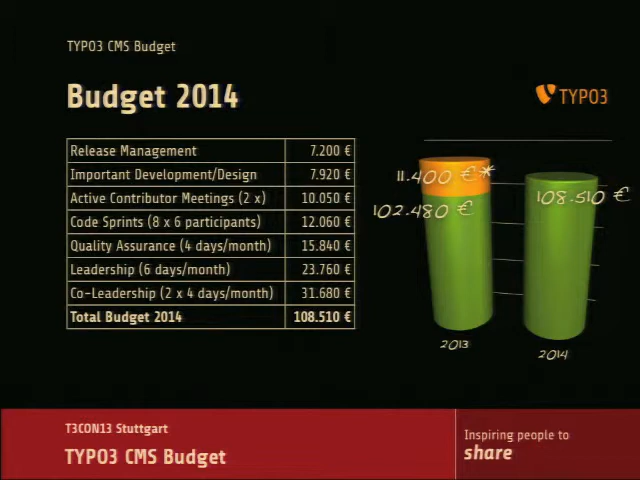 TYPO3 CMS Budget
Budget 2014
TYPO3
Release Management 7.200 €
Important Development/Design 7.920 €
Active Contributor Meetings (2 x) 10.050 €
Code Sprints (8 x 6 participants) 12.060 €
Quality Assurance (4 days/month) 15.840 €
Leadership (6 days/month) 23.760 €
Co-Leadership (2 x 4 days/month) 31.680 €
Total Budget 2014 108.510 €
11.400 €*
102.480 €
108.510 €
2013
2014
T3CON13 Stuttgart
TYPO3 CMS Budget
Inspiring people to
share